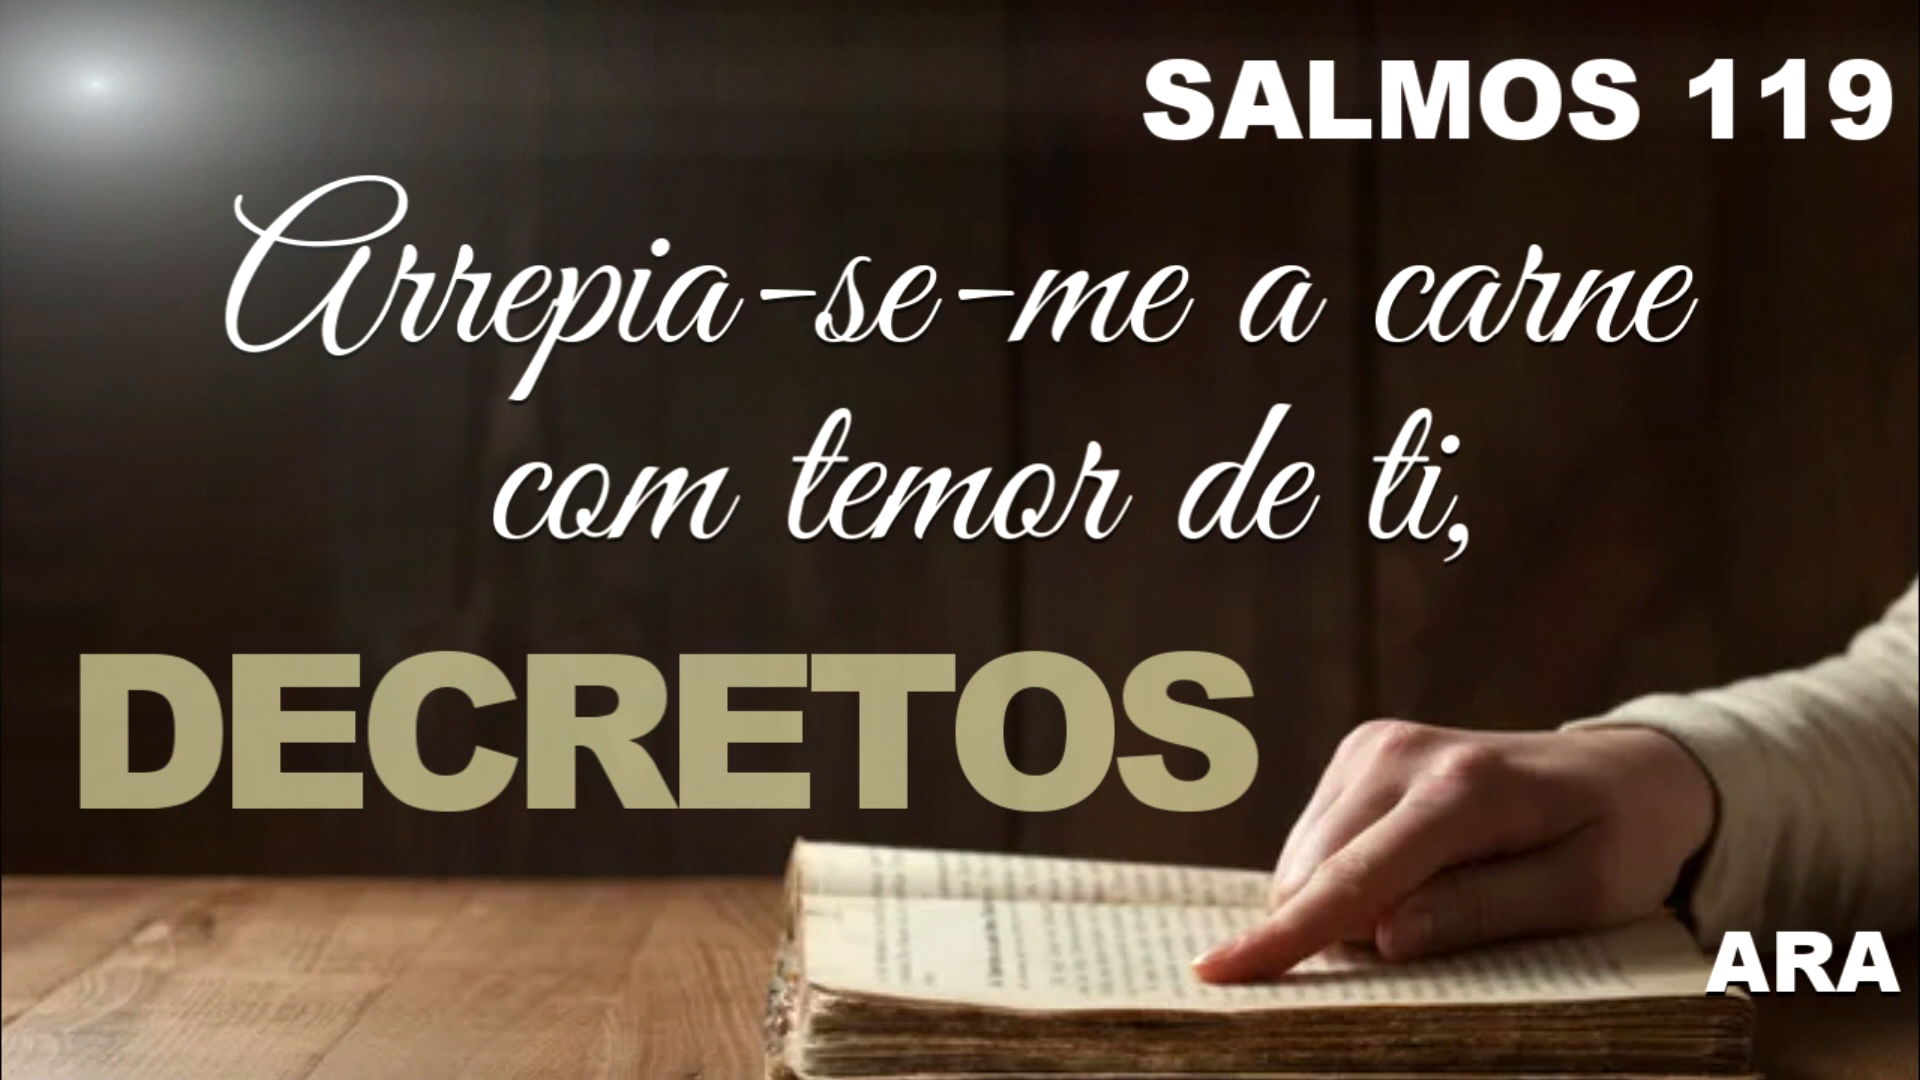 SALMOS 119
Arrepia-se-me a carne
com temor de ti,
DECRETOS
ARA